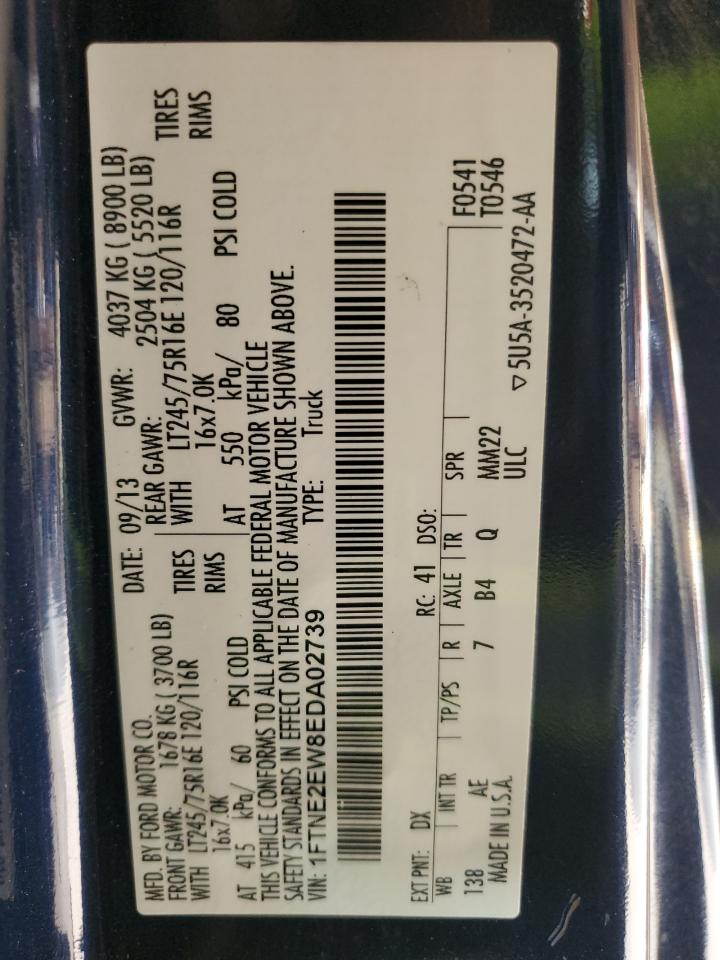 MFD. BY FORD MOTOR CO. DATE: 09/13 GVWR: 4037 KG ( 8900 LB)
FRONT GAWR: 1678 KG ( 3700 LB) REAR GAWR: 2504 KG ( 5520 LB)
WITH LT245/75R16E 120/116R TIRES WITH LT245/75R16E 120/116R TIRES
16x7.0K RIMS 16x7.0K RIMS
AT 415 kPa/ 60 PSI COLD AT 550 kPa/ 80 PSI COLD
THIS VEHICLE CONFORMS TO ALL APPLICABLE FEDERAL MOTOR VEHICLE
SAFETY STANDARDS IN EFFECT ON THE DATE OF MANUFACTURE SHOWN ABOVE.
VIN: 1FTNE2EW8EDA02739 TYPE: Truck
EXT PNT: DX RC: 41 DSO: F0541
WB INT TR TP/PS R AXLE TR SPR T0546
138 AE 7 B4 Q MM22
MADE IN U.S.A. ULC ▽5U5A-3520472-AA